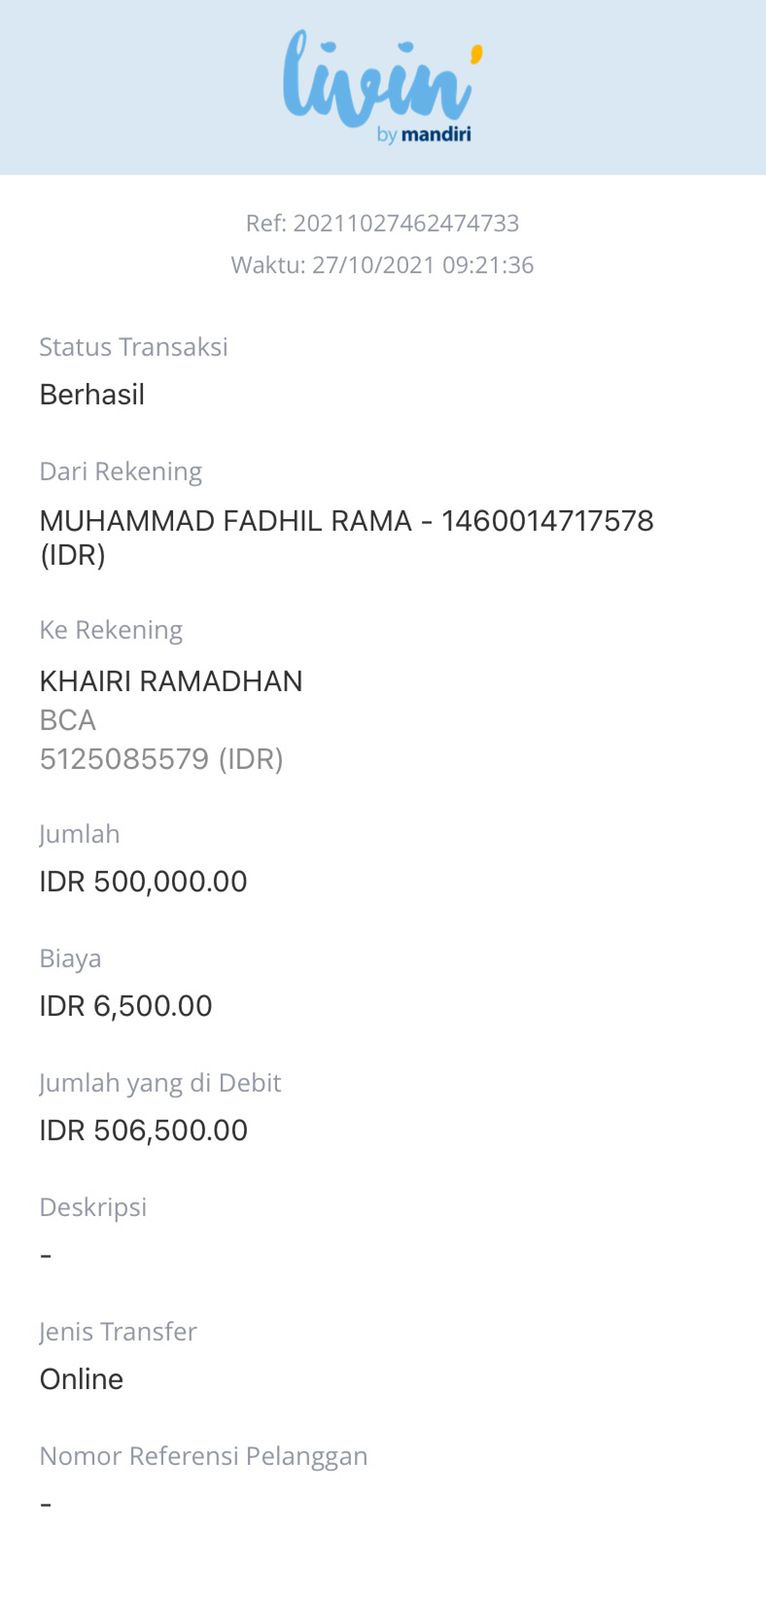 livin'
by mandiri
Ref: 20211027462474733
Waktu: 27/10/2021 09:21:36
Status Transaksi
Berhasil
Dari Rekening
MUHAMMAD FADHIL RAMA - 1460014717578
(IDR)
Ke Rekening
KHAIRI RAMADHAN
BCA
5125085579 (IDR)
Jumlah
IDR 500,000.00
Biaya
IDR 6,500.00
Jumlah yang di Debit
IDR 506,500.00
Deskripsi
-
Jenis Transfer
Online
Nomor Referensi Pelanggan
-